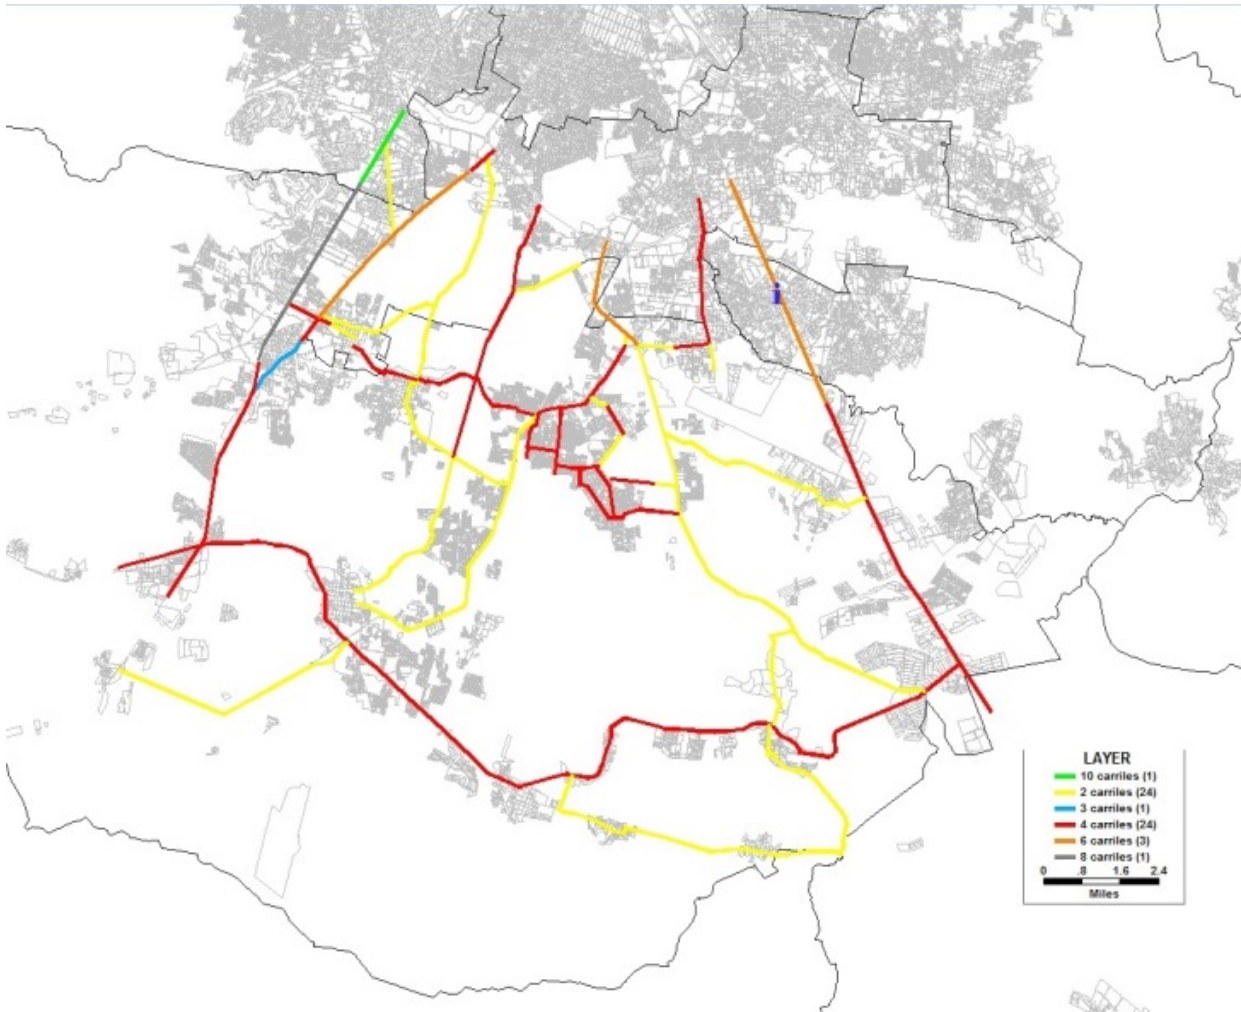 i
LAYER
10 carriles (1)
2 carriles (24)
3 carriles (1)
4 carriles (24)
6 carriles (3)
8 carriles (1)
0 .8 1.6 2.4
Miles